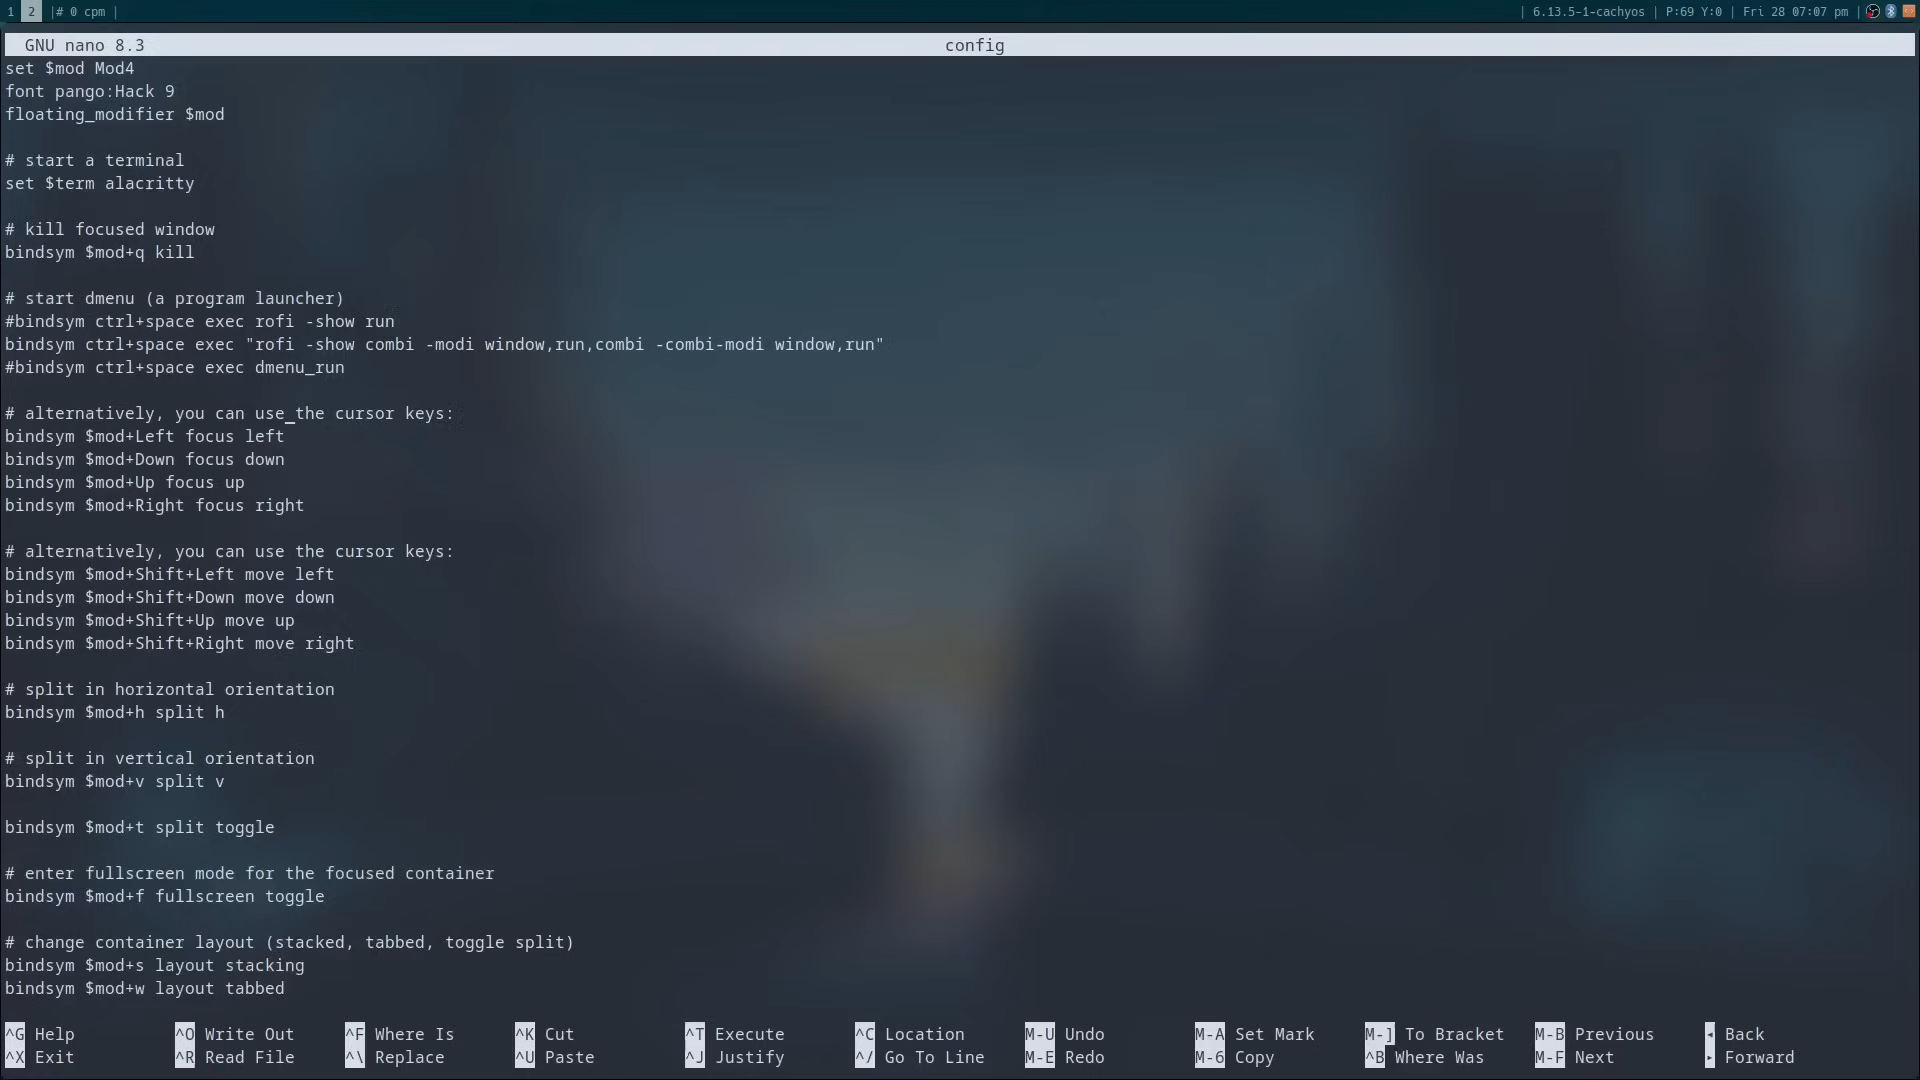 1 2 |# 0 cpm | | 6.13.5-1-cachyos | P:69 Y:0 | Fri 28 07:07 pm |
GNU nano 8.3 config
set $mod Mod4
font pango:Hack 9
floating_modifier $mod
# start a terminal
set $term alacritty
# kill focused window
bindsym $mod+q kill
# start dmenu (a program launcher)
#bindsym ctrl+space exec rofi -show run
bindsym ctrl+space exec "rofi -show combi -modi window,run,combi -combi-modi window,run"
#bindsym ctrl+space exec dmenu_run
# alternatively, you can use the cursor keys:
bindsym $mod+Left focus left
bindsym $mod+Down focus down
bindsym $mod+Up focus up
bindsym $mod+Right focus right
# alternatively, you can use the cursor keys:
bindsym $mod+Shift+Left move left
bindsym $mod+Shift+Down move down
bindsym $mod+Shift+Up move up
bindsym $mod+Shift+Right move right
# split in horizontal orientation
bindsym $mod+h split h
# split in vertical orientation
bindsym $mod+v split v
bindsym $mod+t split toggle
# enter fullscreen mode for the focused container
bindsym $mod+f fullscreen toggle
# change container layout (stacked, tabbed, toggle split)
bindsym $mod+s layout stacking
bindsym $mod+w layout tabbed
^G Help ^O Write Out ^F Where Is ^K Cut ^T Execute ^C Location M-U Undo M-A Set Mark M-] To Bracket M-B Previous ◂ Back
^X Exit ^R Read File ^\ Replace ^U Paste ^J Justify ^/ Go To Line M-E Redo M-6 Copy ^B Where Was M-F Next ▸ Forward